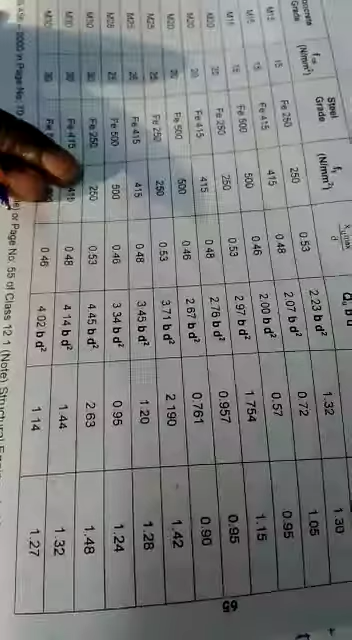 Grade (N/mm²) Steel Grade (N/mm²)
M15 15 Fe 250 250 0.53 2.23 b d² 1.32 1.30
M15 15 Fe 415 415 0.48 2.07 b d² 0.72 1.05
M15 15 Fe 500 500 0.46 2.00 b d² 0.57 0.95
M20 20 Fe 250 250 0.53 2.97 b d² 1.754 1.15
M20 20 Fe 415 415 0.48 2.76 b d² 0.957 0.95
M20 20 Fe 500 500 0.46 2.67 b d² 0.761 0.90
M25 25 Fe 250 250 0.53 3.71 b d² 2.190 1.42
M25 25 Fe 415 415 0.48 3.45 b d² 1.20 1.28
M25 25 Fe 500 500 0.46 3.34 b d² 0.95 1.24
M30 30 Fe 250 250 0.53 4.45 b d² 2.63 1.48
M30 30 Fe 415 0.48 4.14 b d² 1.44 1.32
M30 30 Fe 0.46 4.02 b d² 1.14 1.27
2000 in Page No: or Page No: 55 of Class 12 1 (Note) Structural
59